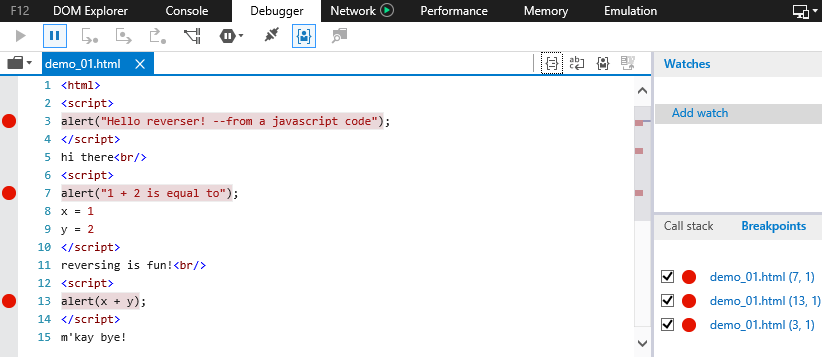 F12 DOM Explorer Console Debugger Network Performance Memory Emulation
demo_01.html
Watches
1 <html>
2 <script>
Add watch
3 alert("Hello reverser! --from a javascript code");
4 </script>
5 hi there<br/>
6 <script>
7 alert("1 + 2 is equal to");
8 x = 1
9 y = 2
10 </script>
11 reversing is fun!<br/>
12 <script>
13 alert(x + y);
14 </script>
15 m'kay bye!
Call stack Breakpoints
demo_01.html (7, 1)
demo_01.html (13, 1)
demo_01.html (3, 1)